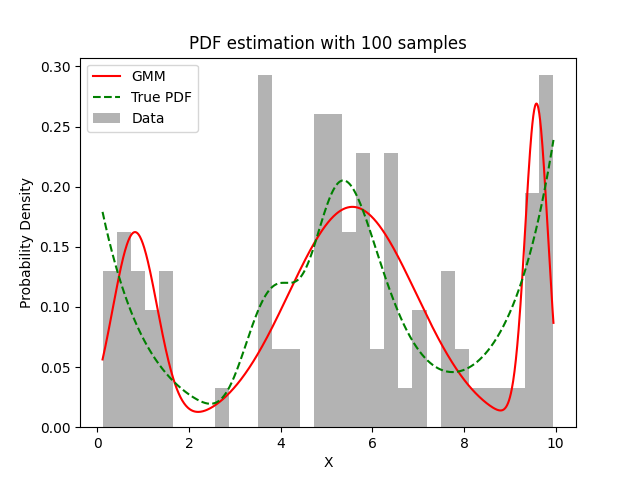 PDF estimation with 100 samples
GMM
True PDF
Data
Probability Density
0.30
0.25
0.20
0.15
0.10
0.05
0.00
0 2 4 6 8 10
X